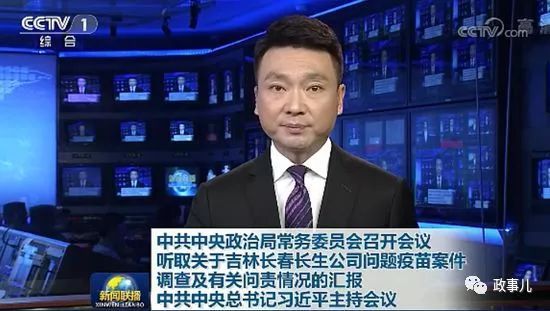 CCTV 1
综合
高清
CCTV.com
中共中央政治局常务委员会召开会议
听取关于吉林长春长生公司问题疫苗案件
调查及有关问责情况的汇报
中共中央总书记习近平主持会议
新闻联播
XINWEN LIANBO
政事儿